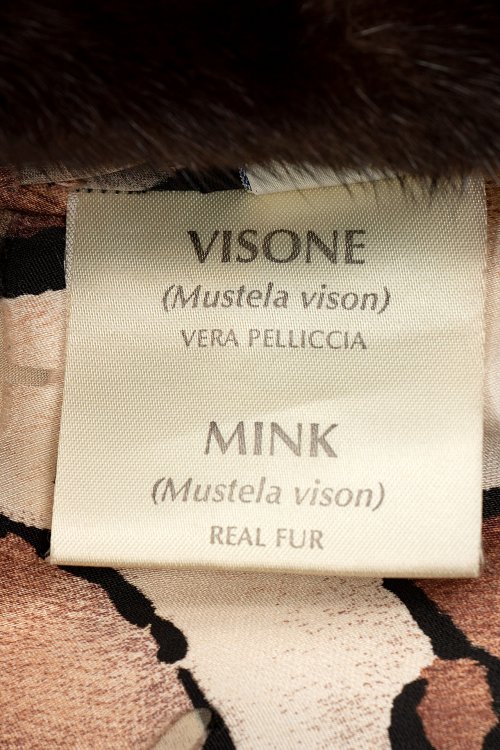 VISONE
(Mustela vison)
VERA PELLICCIA
MINK
(Mustela vison)
REAL FUR